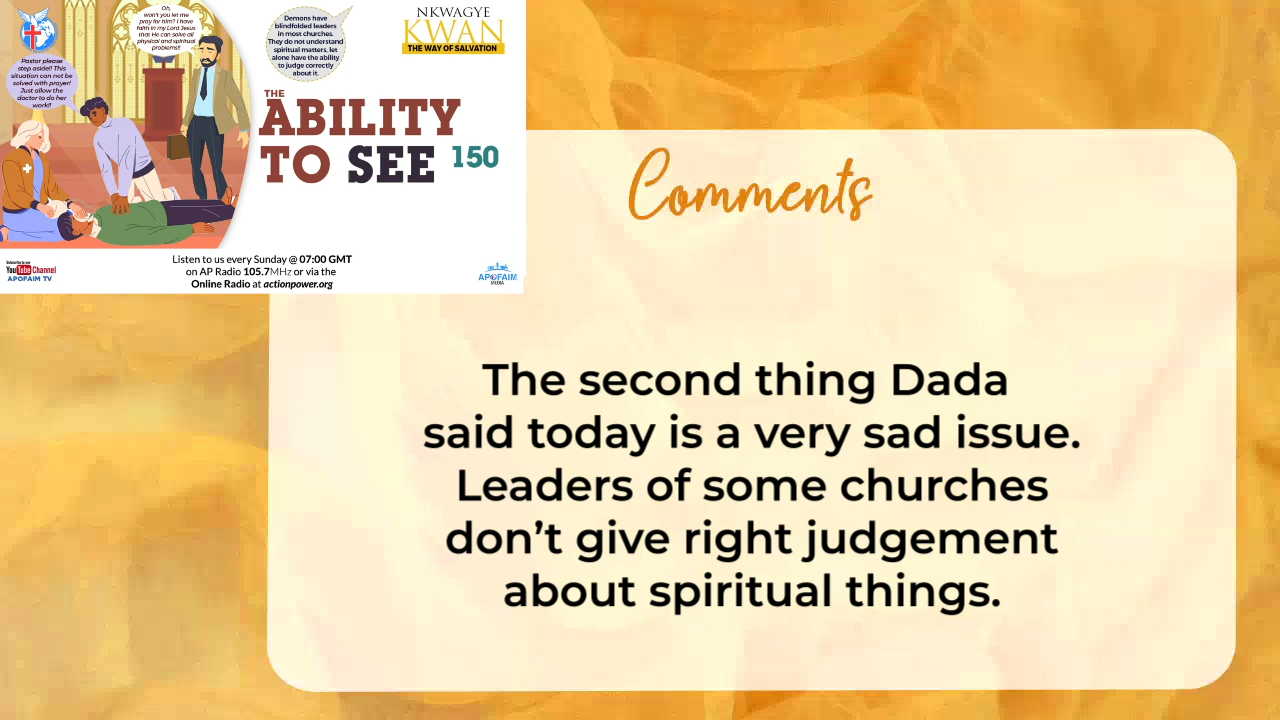 Oh,
won't you let me
pray for him? I have
faith in my Lord Jesus
that He can solve all
physical and spiritual
problems!!
Pastor please
step aside!! This
situation can not be
solved with prayer!
Just allow the
doctor to do her
work!!
Demons have
blindfolded leaders
in most churches.
They do not understand
spiritual matters, let
alone have the ability
to judge correctly
about it.
NKWAGYE
KWAN
THE WAY OF SALVATION
THE
ABILITY
TO SEE 150
Listen to us every Sunday @ 07:00 GMT
on AP Radio 105.7MHz or via the
Online Radio at actionpower.org
YouTube Channel
APOFAIM TV
APOFAIM
MEDIA
Comments
The second thing Dada
said today is a very sad issue.
Leaders of some churches
don't give right judgement
about spiritual things.